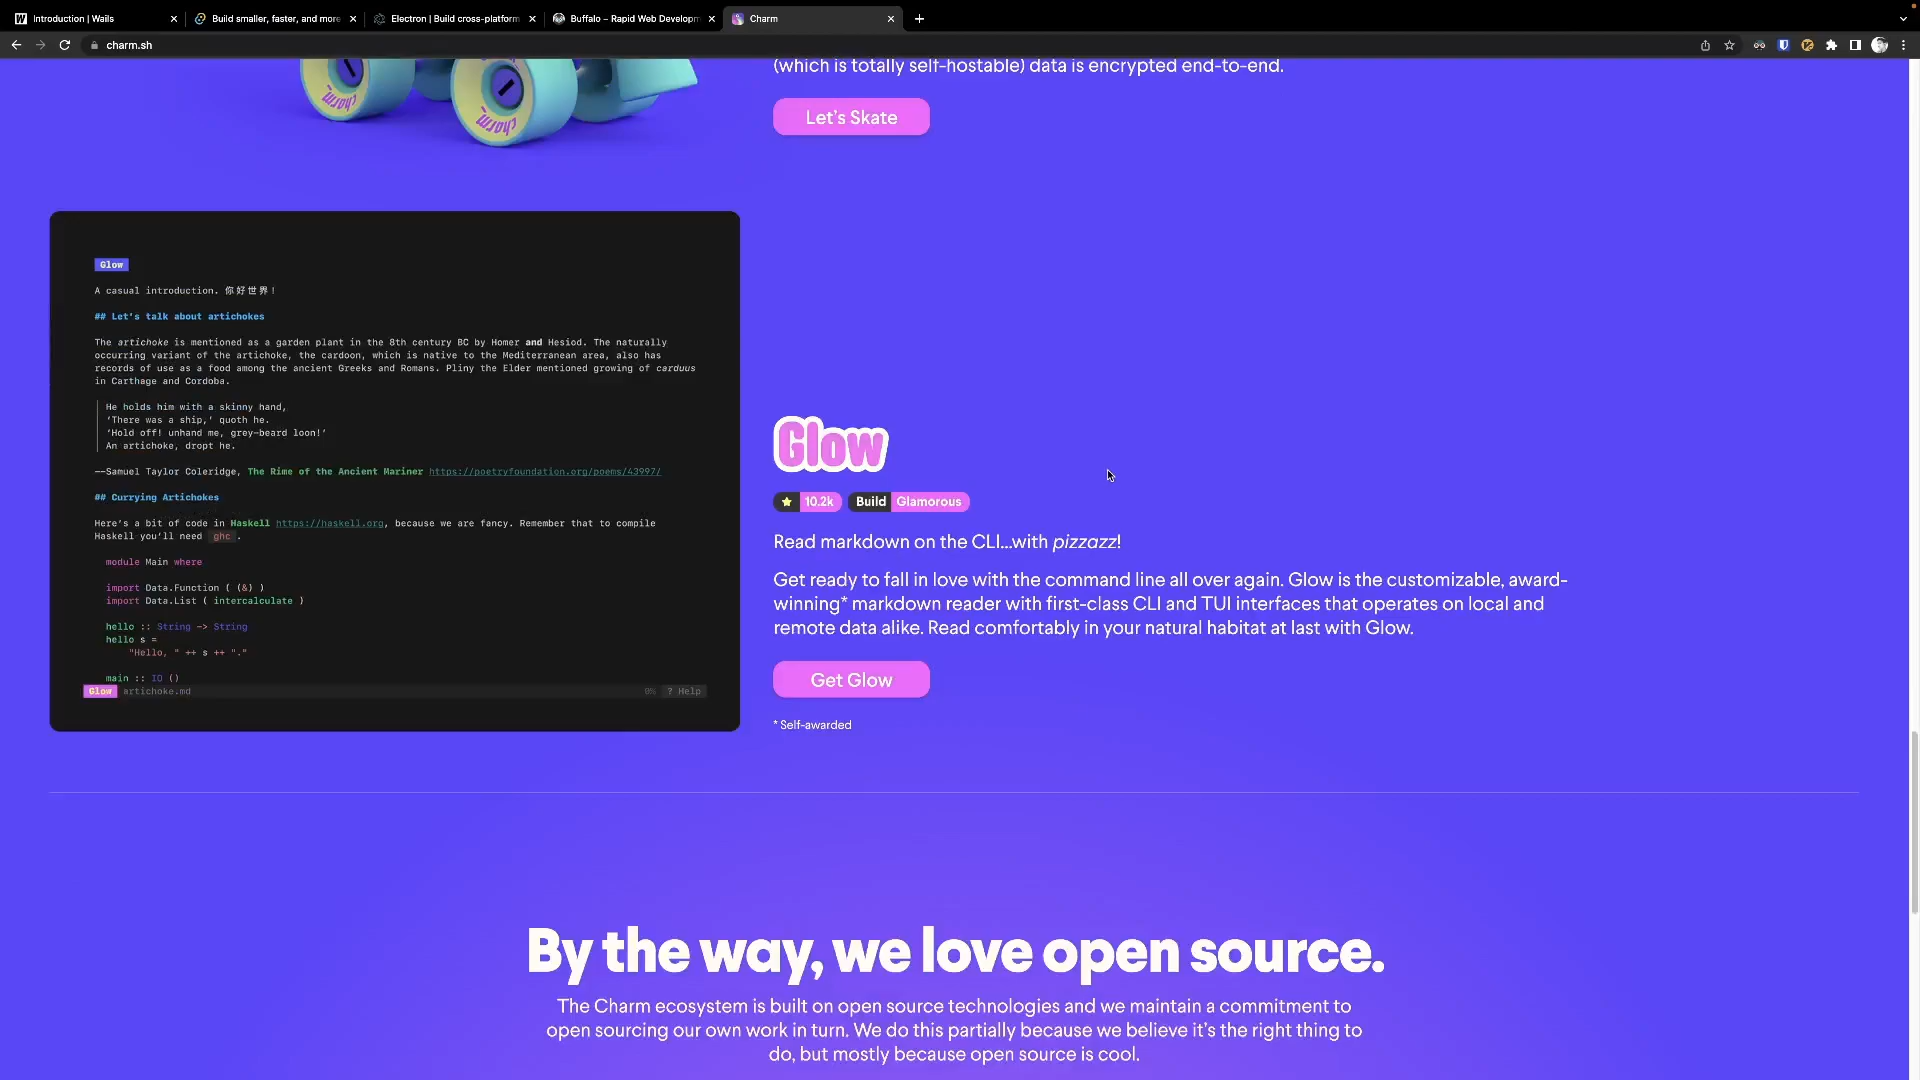 Introduction | Wails
Build smaller, faster, and more
Electron | Build cross-platform
Buffalo – Rapid Web Developm
Charm
charm.sh
charm
charm
(which is totally self-hostable) data is encrypted end-to-end.
Let's Skate
Glow
A casual introduction. 你好世界!
## Let's talk about artichokes
The artichoke is mentioned as a garden plant in the 8th century BC by Homer and Hesiod. The naturally
occurring variant of the artichoke, the cardoon, which is native to the Mediterranean area, also has
records of use as a food among the ancient Greeks and Romans. Pliny the Elder mentioned growing of carduus
in Carthage and Cordoba.
He holds him with a skinny hand,
'There was a ship,' quoth he.
'Hold off! unhand me, grey-beard loon!'
An artichoke, dropt he.
--Samuel Taylor Coleridge, The Rime of the Ancient Mariner https://poetryfoundation.org/poems/43997/
## Currying Artichokes
Here's a bit of code in Haskell https://haskell.org, because we are fancy. Remember that to compile
Haskell you'll need ghc.
module Main where
import Data.Function ( (&) )
import Data.List ( intercalculate )
hello :: String -> String
hello s =
"Hello, " ++ s ++ "."
main :: IO ()
Glow artichoke.md 0% ? Help
Glow
10.2k Build Glamorous
Read markdown on the CLI...with pizzazz!
Get ready to fall in love with the command line all over again. Glow is the customizable, award-
winning* markdown reader with first-class CLI and TUI interfaces that operates on local and
remote data alike. Read comfortably in your natural habitat at last with Glow.
Get Glow
* Self-awarded
By the way, we love open source.
The Charm ecosystem is built on open source technologies and we maintain a commitment to
open sourcing our own work in turn. We do this partially because we believe it's the right thing to
do, but mostly because open source is cool.